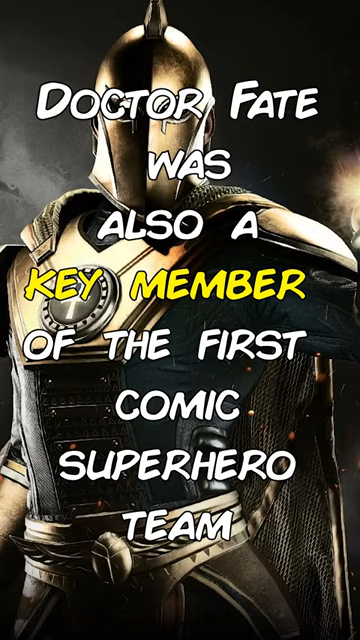 DOCTOR FATE
WAS
ALSO A
KEY MEMBER
OF THE FIRST
COMIC
SUPERHERO
TEAM